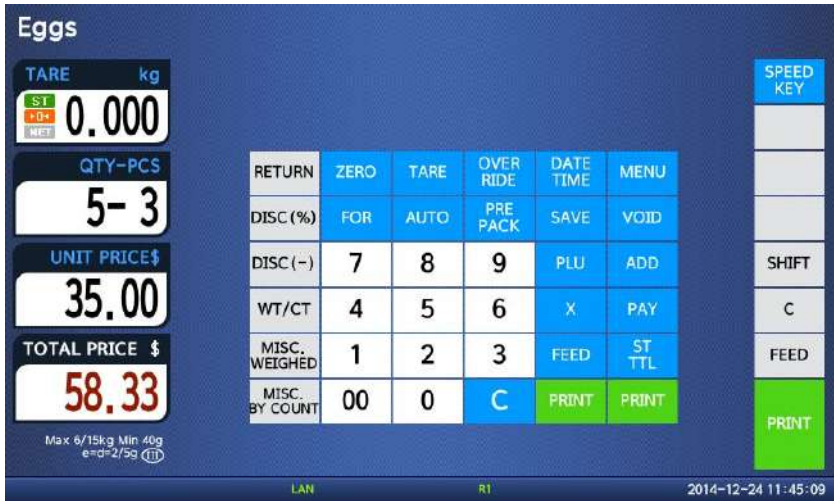 Eggs
TARE kg
ST
→0← 0.000
NET
QTY-PCS
5- 3
UNIT PRICE$
35.00
TOTAL PRICE $
58.33
Max 6/15kg Min 40g
e=d=2/5g III
RETURN ZERO TARE OVER RIDE DATE TIME MENU
DISC(%) FOR AUTO PRE PACK SAVE VOID
DISC(-) 7 8 9 PLU ADD
WT/CT 4 5 6 X PAY
MISC. WEIGHED 1 2 3 FEED ST TTL
MISC. BY COUNT 00 0 C PRINT PRINT
SPEED
KEY
SHIFT
C
FEED
PRINT
LAN R1 2014-12-24 11:45:09